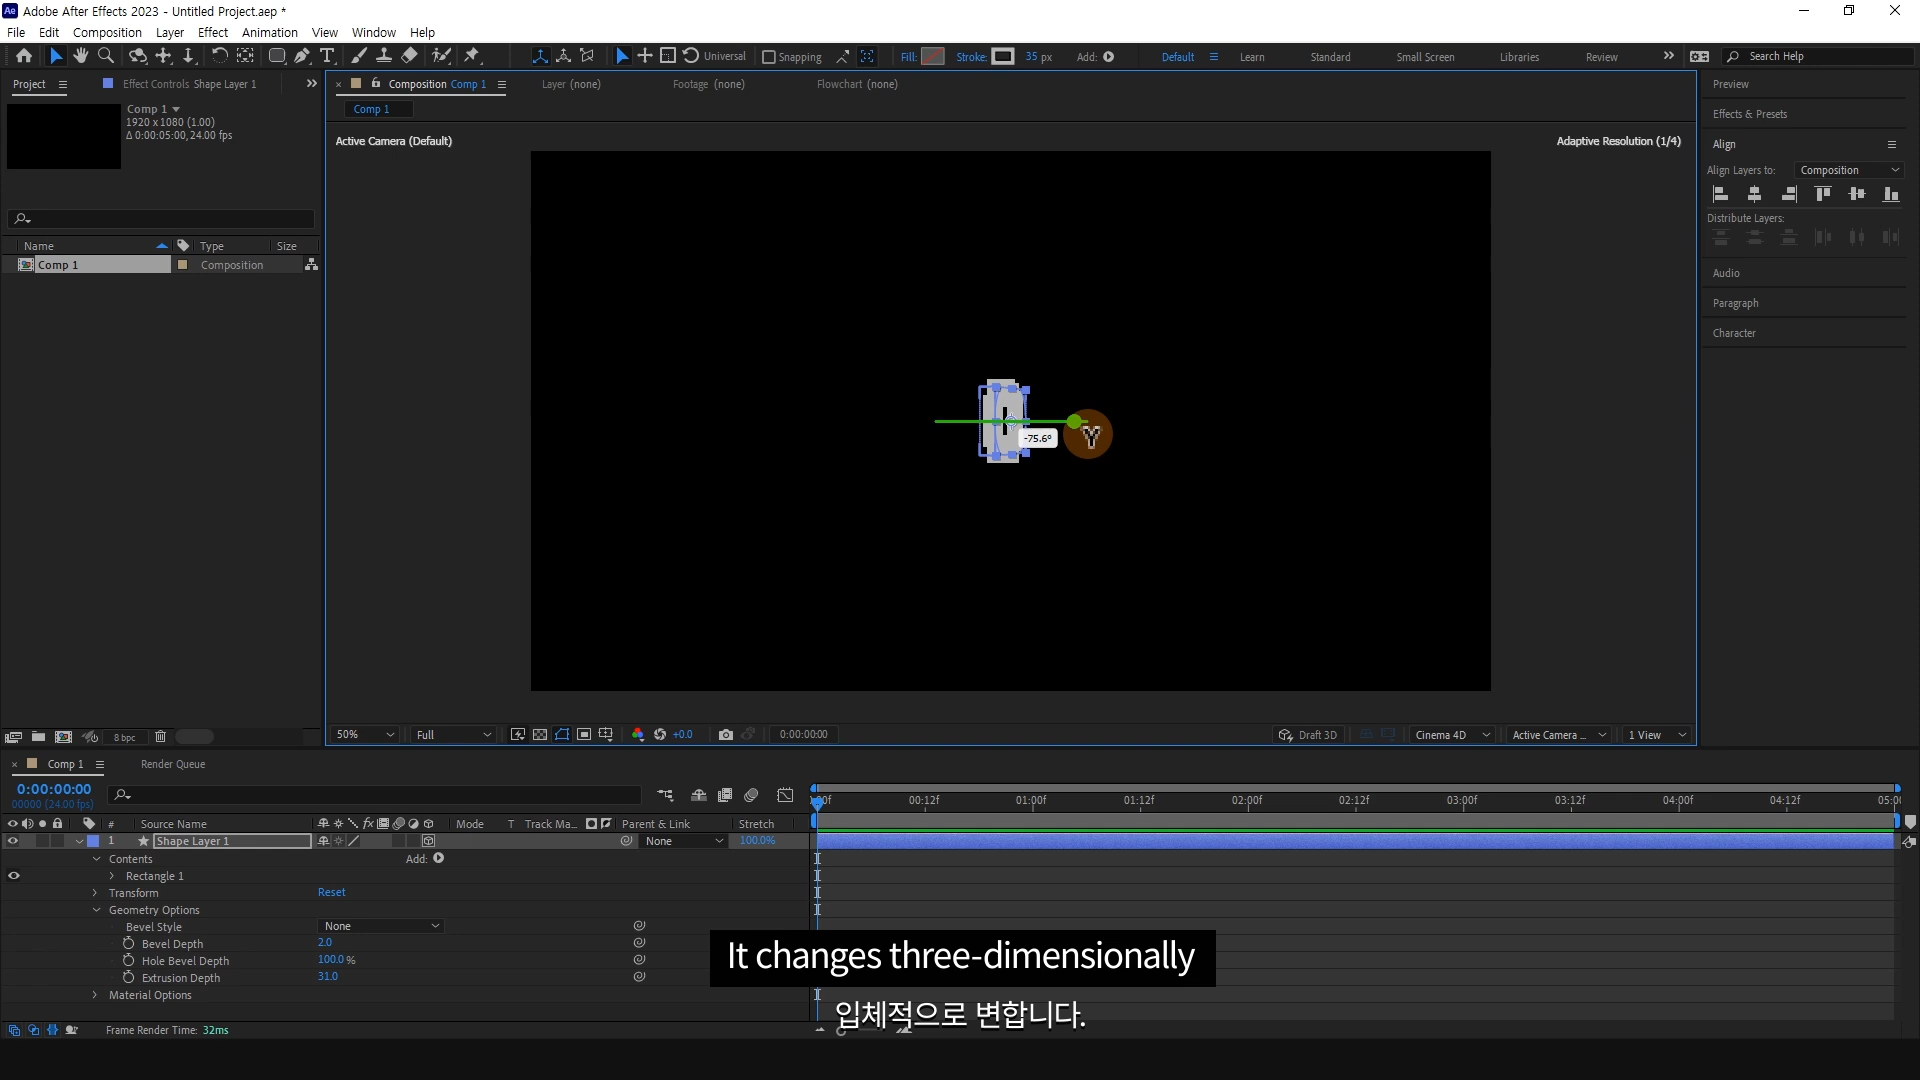 Ae Adobe After Effects 2023 - Untitled Project.aep *
File Edit Composition Layer Effect Animation View Window Help
Universal Snapping Fill: Stroke: 35 px Add: Default Learn Standard Small Screen Libraries Review Search Help
Project Effect Controls Shape Layer 1 Composition Comp 1 Layer (none) Footage (none) Flowchart (none) Preview
Comp 1
1920 x 1080 (1.00)
Δ 0:00:05:00, 24.00 fps
Comp 1
Active Camera (Default) Adaptive Resolution (1/4)
Effects & Presets
Align
Align Layers to: Composition
Distribute Layers:
Audio
Paragraph
Character
Name Type Size
Comp 1 Composition
-75.6°
Y
8 bpc 50% Full +0.0 0:00:00:00 Draft 3D Cinema 4D Active Camera ... 1 View
Comp 1 Render Queue
0:00:00:00
00000 (24.00 fps)
:00f 00:12f 01:00f 01:12f 02:00f 02:12f 03:00f 03:12f 04:00f 04:12f 05:00
# Source Name fx Mode T Track Ma... Parent & Link Stretch
1 Shape Layer 1 None 100.0%
Contents Add:
Rectangle 1
Transform Reset
Geometry Options
Bevel Style None
Bevel Depth 2.0
Hole Bevel Depth 100.0 %
Extrusion Depth 31.0
Material Options
Frame Render Time: 32ms
It changes three-dimensionally
입체적으로 변합니다.